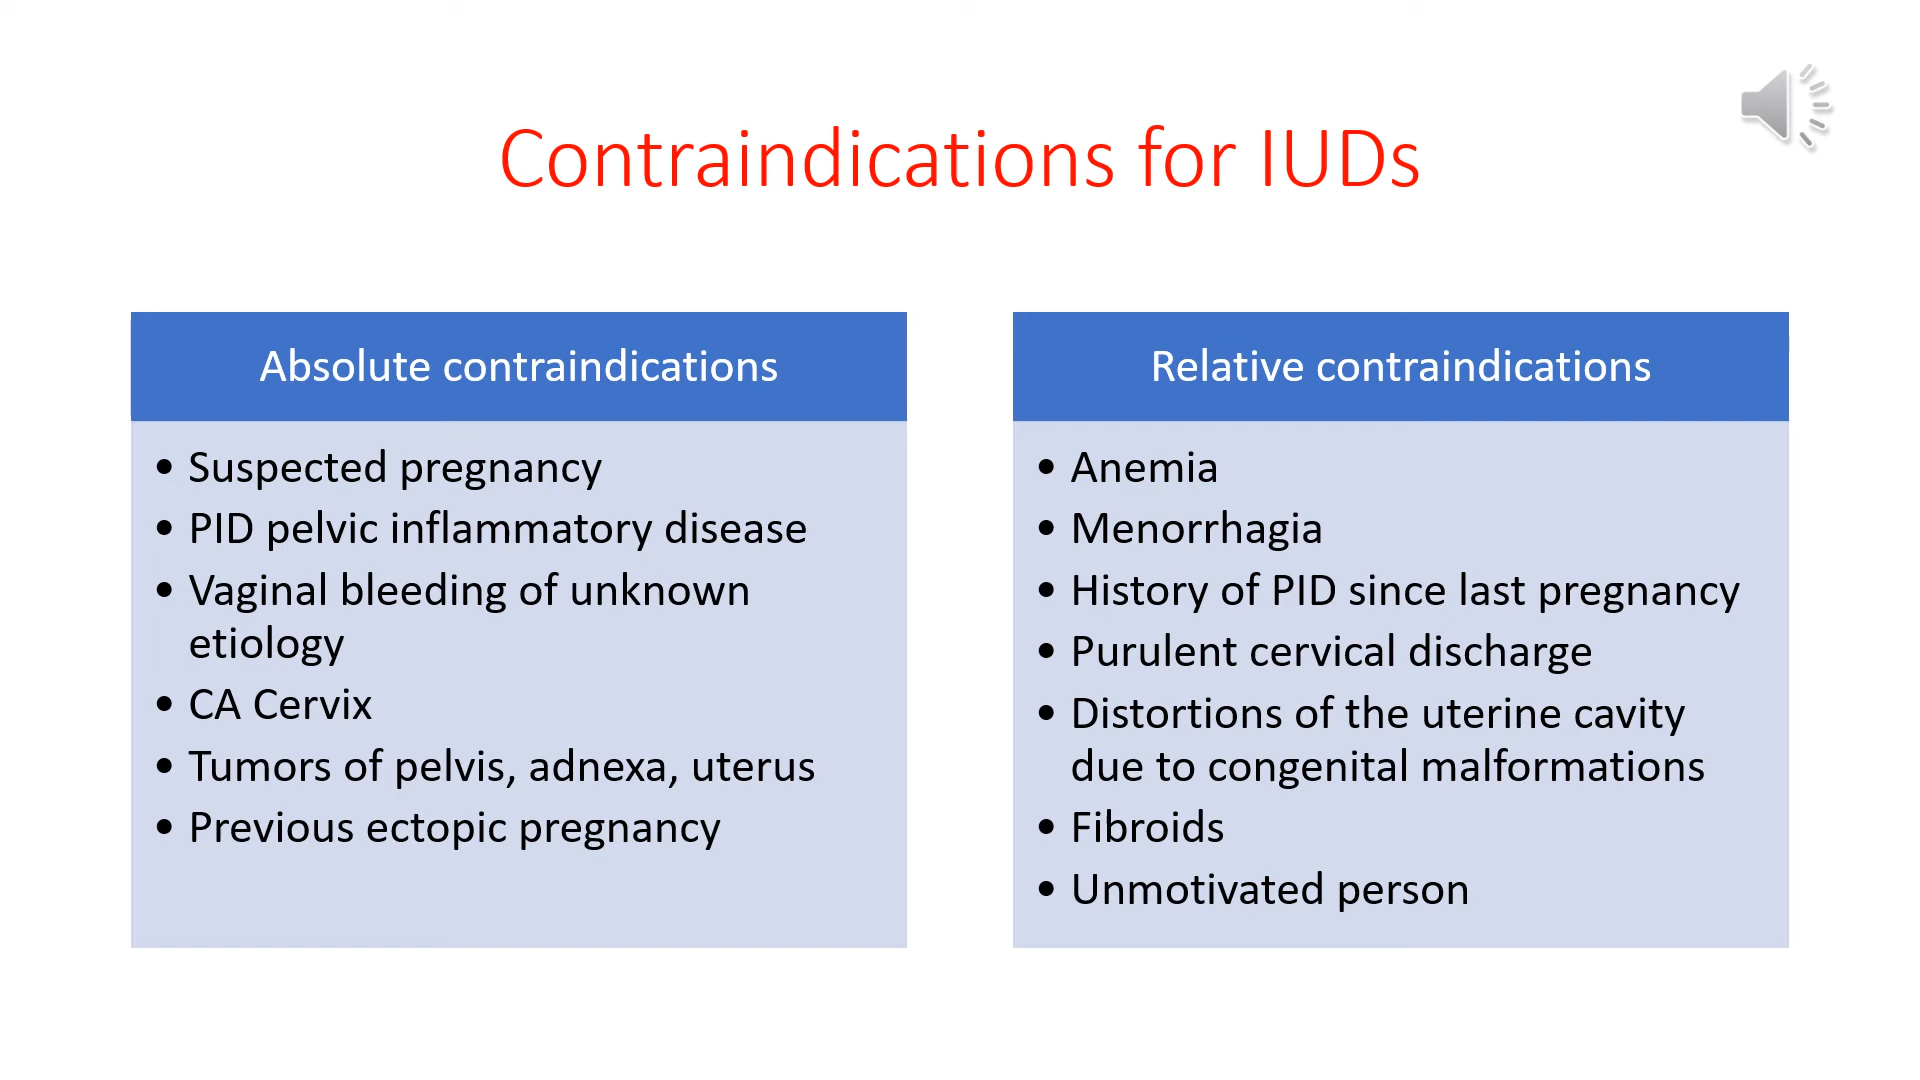 Contraindications for IUDs
Absolute contraindications
• Suspected pregnancy
• PID pelvic inflammatory disease
• Vaginal bleeding of unknown
etiology
• CA Cervix
• Tumors of pelvis, adnexa, uterus
• Previous ectopic pregnancy
Relative contraindications
• Anemia
• Menorrhagia
• History of PID since last pregnancy
• Purulent cervical discharge
• Distortions of the uterine cavity
due to congenital malformations
• Fibroids
• Unmotivated person